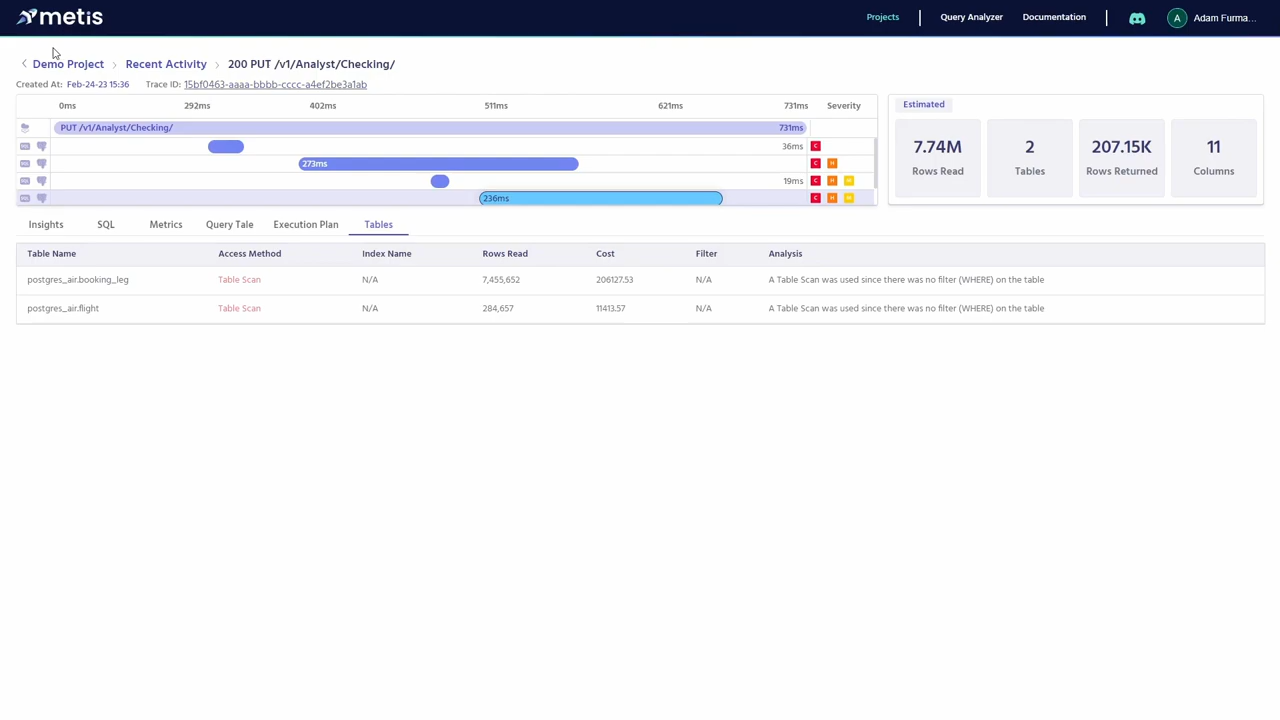 metis
Projects
Query Analyzer
Documentation
A
Adam Furma...
Demo Project
Recent Activity
200 PUT /v1/Analyst/Checking/
Created At: Feb-24-23 15:36
Trace ID: 15bf0463-aaaa-bbbb-cccc-a4ef2be3a1ab
0ms 292ms 402ms 511ms 621ms 731ms Severity
PUT /v1/Analyst/Checking/ 731ms
36ms C
273ms C H
19ms C H M
236ms C H M
Estimated
7.74M 2 207.15K 11
Rows Read Tables Rows Returned Columns
Insights SQL Metrics Query Tale Execution Plan Tables
Table Name Access Method Index Name Rows Read Cost Filter Analysis
postgres_air.booking_leg Table Scan N/A 7,455,652 206127.53 N/A A Table Scan was used since there was no filter (WHERE) on the table
postgres_air.flight Table Scan N/A 284,657 11413.57 N/A A Table Scan was used since there was no filter (WHERE) on the table